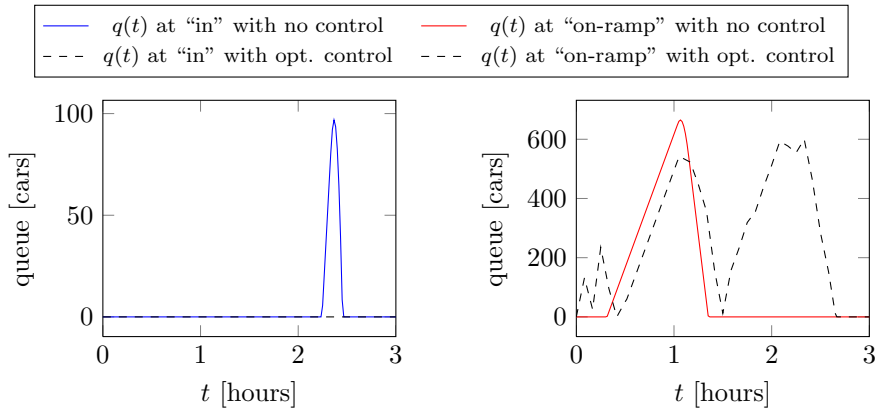 q(t) at “in” with no control
q(t) at “on-ramp” with no control
q(t) at “in” with opt. control
q(t) at “on-ramp” with opt. control
queue [cars]
100
50
0
0
1
2
3
t [hours]
queue [cars]
600
400
200
0
0
1
2
3
t [hours]